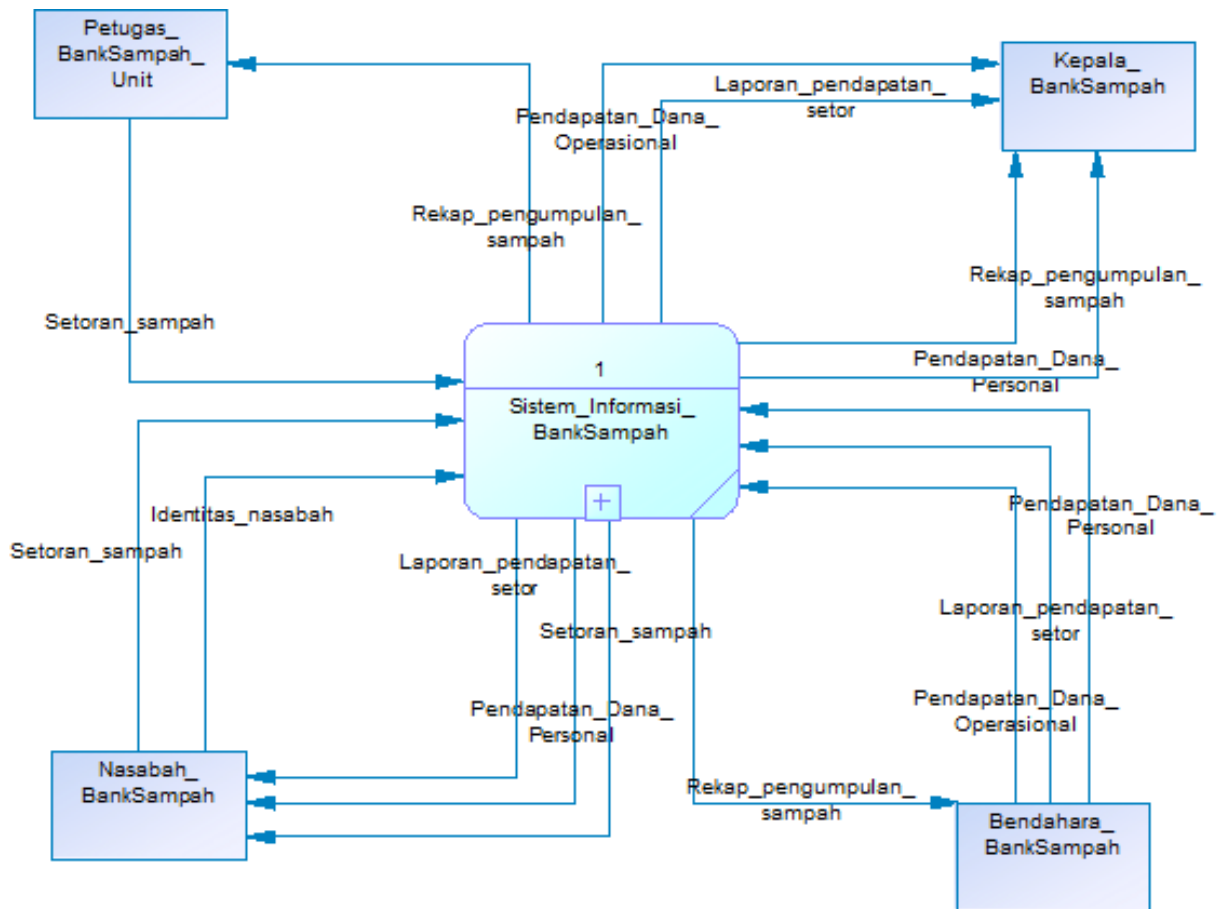 Petugas_
BankSampah_
Unit
Kepala_
BankSampah
Laporan_pendapatan_
setor
Pendapatan_Dana_
Operasional
Rekap_pengumpulan_
sampah
Rekap_pengumpulan_
sampah
Setoran_sampah
Pendapatan_Dana_
Personal
1
Sistem_Informasi_
BankSampah
Identitas_nasabah
Setoran_sampah
Pendapatan_Dana_
Personal
Laporan_pendapatan_
setor
Setoran_sampah
Laporan_pendapatan_
setor
Pendapatan_Dana_
Personal
Pendapatan_Dana_
Operasional
Nasabah_
BankSampah
Rekap_pengumpulan_
sampah
Bendahara_
BankSampah